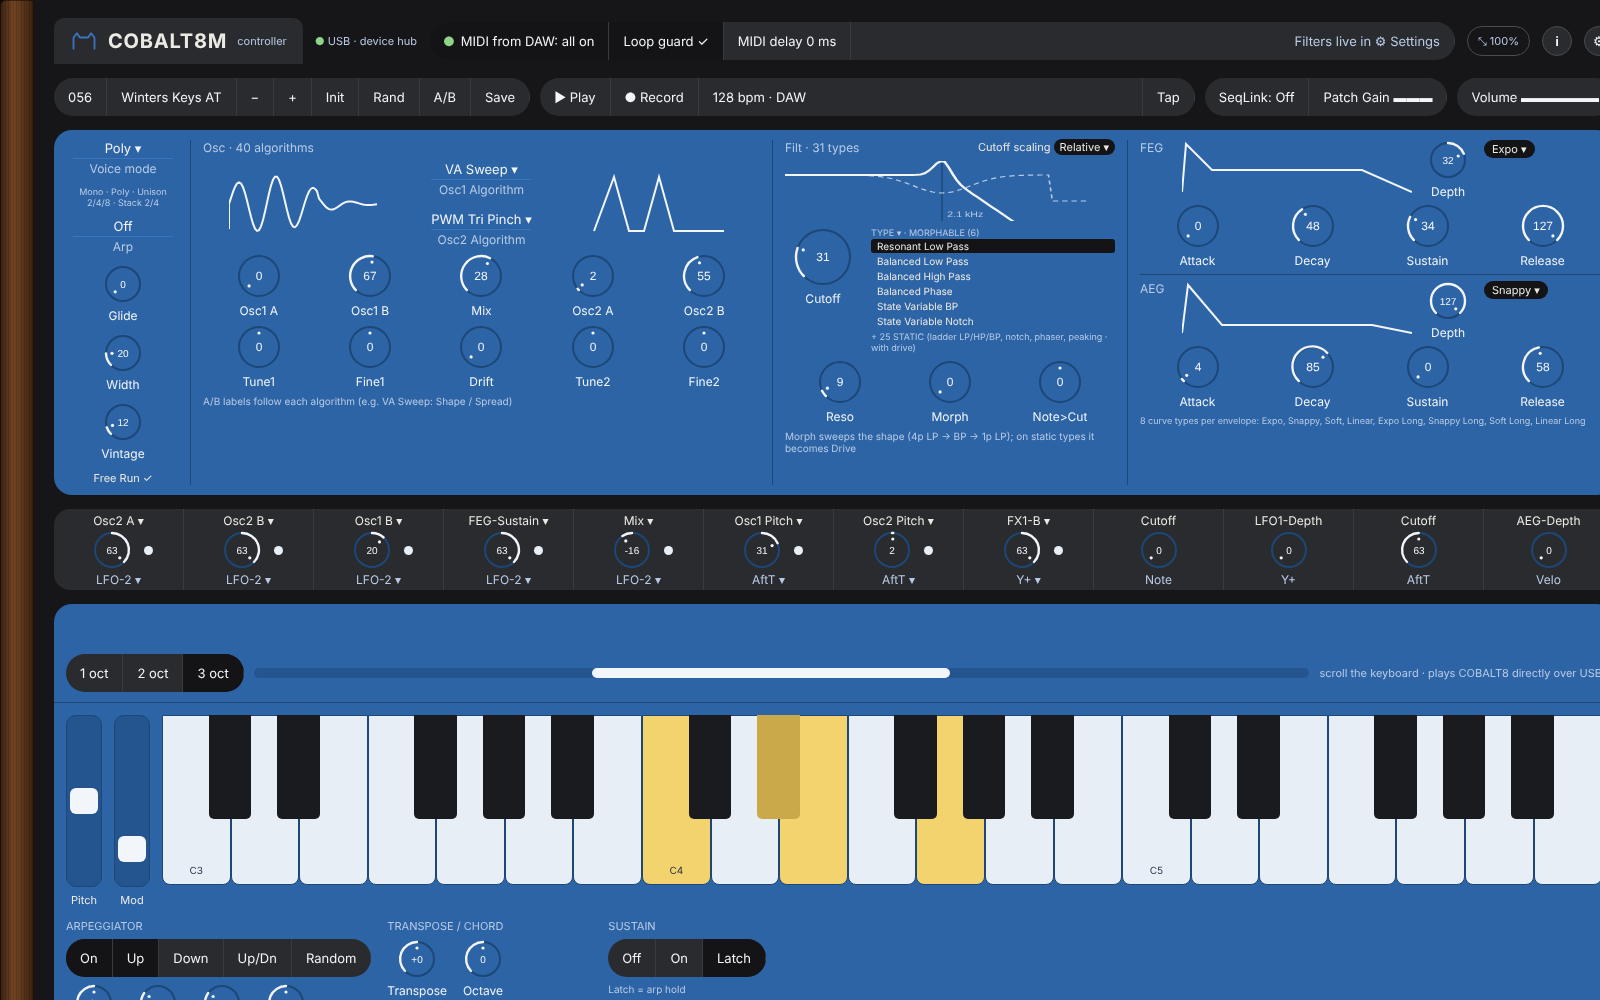 COBALT8M controller
USB · device hub
MIDI from DAW: all on
Loop guard ✓
MIDI delay 0 ms
Filters live in ⚙ Settings
⤡ 100%
i
056
Winters Keys AT
−
+
Init
Rand
A/B
Save
▶ Play
● Record
128 bpm · DAW
Tap
SeqLink: Off
Patch Gain
Volume
Poly ▾
Voice mode
Mono · Poly · Unison
2/4/8 · Stack 2/4
Off
Arp
0
Glide
20
Width
12
Vintage
Free Run ✓
Osc · 40 algorithms
VA Sweep ▾
Osc1 Algorithm
PWM Tri Pinch ▾
Osc2 Algorithm
0 67 28 2 55
Osc1 A Osc1 B Mix Osc2 A Osc2 B
0 0 0 0 0
Tune1 Fine1 Drift Tune2 Fine2
A/B labels follow each algorithm (e.g. VA Sweep: Shape / Spread)
Filt · 31 types
Cutoff scaling Relative ▾
2.1 kHz
31
Cutoff
TYPE ▾ · MORPHABLE (6)
Resonant Low Pass
Balanced Low Pass
Balanced High Pass
Balanced Phase
State Variable BP
State Variable Notch
+ 25 STATIC (ladder LP/HP/BP, notch, phaser, peaking ·
with drive)
9 0 0
Reso Morph Note>Cut
Morph sweeps the shape (4p LP → BP → 1p LP); on static types it
becomes Drive
FEG
32
Depth
Expo ▾
0 48 34 127
Attack Decay Sustain Release
AEG
127
Depth
Snappy ▾
4 85 0 58
Attack Decay Sustain Release
8 curve types per envelope: Expo, Snappy, Soft, Linear, Expo Long, Snappy Long, Soft Long, Linear Long
Osc2 A ▾ Osc2 B ▾ Osc1 B ▾ FEG-Sustain ▾ Mix ▾ Osc1 Pitch ▾ Osc2 Pitch ▾ FX1-B ▾ Cutoff LFO1-Depth Cutoff AEG-Depth
63 63 20 63 -16 31 2 63 0 0 63 0
LFO-2 ▾ LFO-2 ▾ LFO-2 ▾ LFO-2 ▾ LFO-2 ▾ AftT ▾ AftT ▾ Y+ ▾ Note Y+ AftT Velo
1 oct 2 oct 3 oct
scroll the keyboard · plays COBALT8 directly over USB
C3 C4 C5
Pitch Mod
ARPEGGIATOR
On Up Down Up/Dn Random
TRANSPOSE / CHORD
+0 0
Transpose Octave
SUSTAIN
Off On Latch
Latch = arp hold